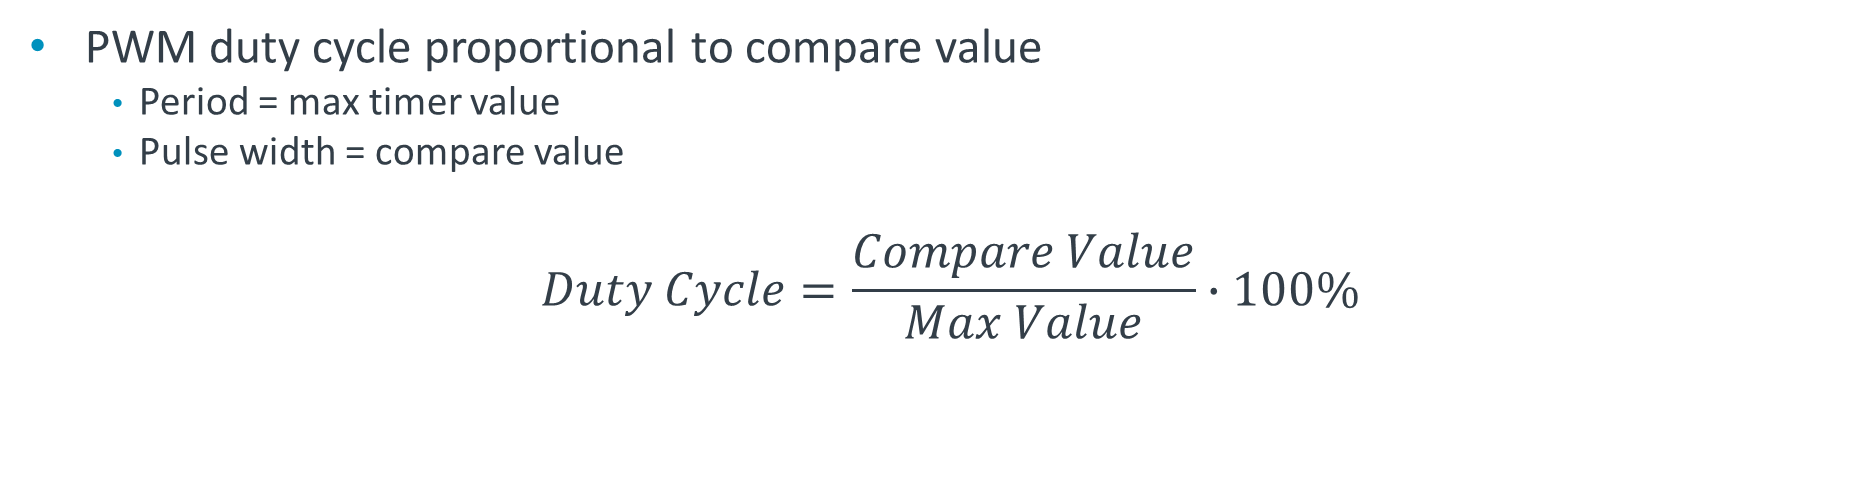 • PWM duty cycle proportional to compare value
• Period = max timer value
• Pulse width = compare value
Duty Cycle = Compare Value / Max Value · 100%